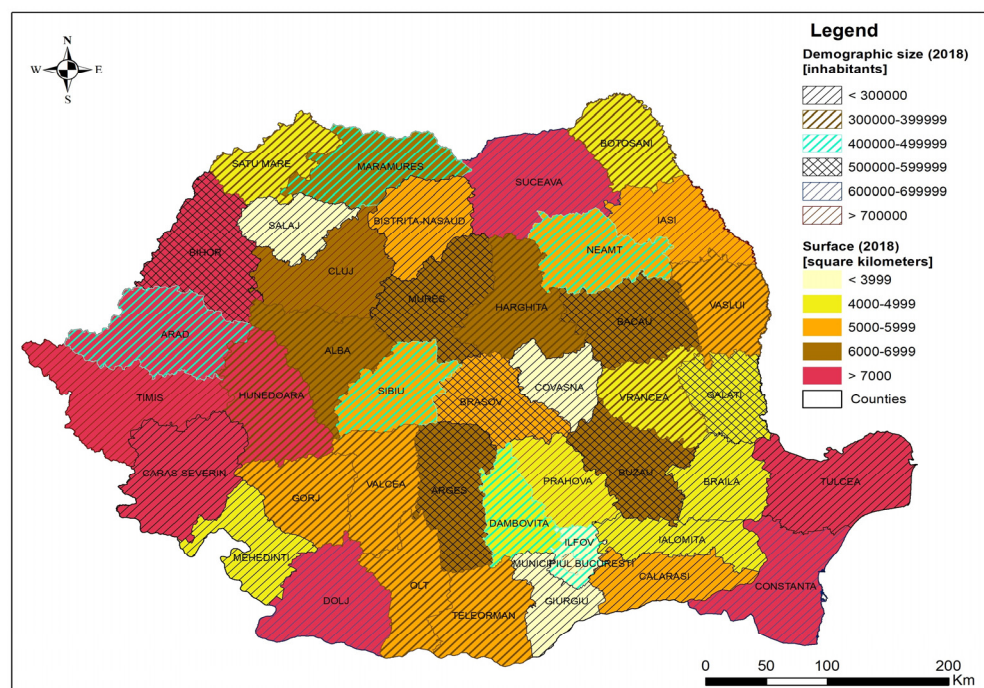 N
W E
S
Legend
Demographic size (2018)
[inhabitants]
< 300000
300000-399999
400000-499999
500000-599999
600000-699999
> 700000
Surface (2018)
[square kilometers]
< 3999
4000-4999
5000-5999
6000-6999
> 7000
Counties
BOTOSANI
SATU MARE
MARAMURES
SUCEAVA
SALAJ
BISTRITA-NASAUD
IASI
BIHOR
NEAMT
CLUJ
MURES
HARGHITA
VASLUI
BACAU
ARAD
ALBA
SIBIU
COVASNA
TIMIS
HUNEDOARA
BRASOV
VRANCEA
GALATI
CARAS SEVERIN
BUZAU
PRAHOVA
BRAILA
TULCEA
VALCEA
GORJ
ARGES
DAMBOVITA
ILFOV
IALOMITA
MEHEDINTI
MUNICIPIUL BUCURESTI
CALARASI
CONSTANTA
OLT
DOLJ
GIURGIU
TELEORMAN
0 50 100 200
Km